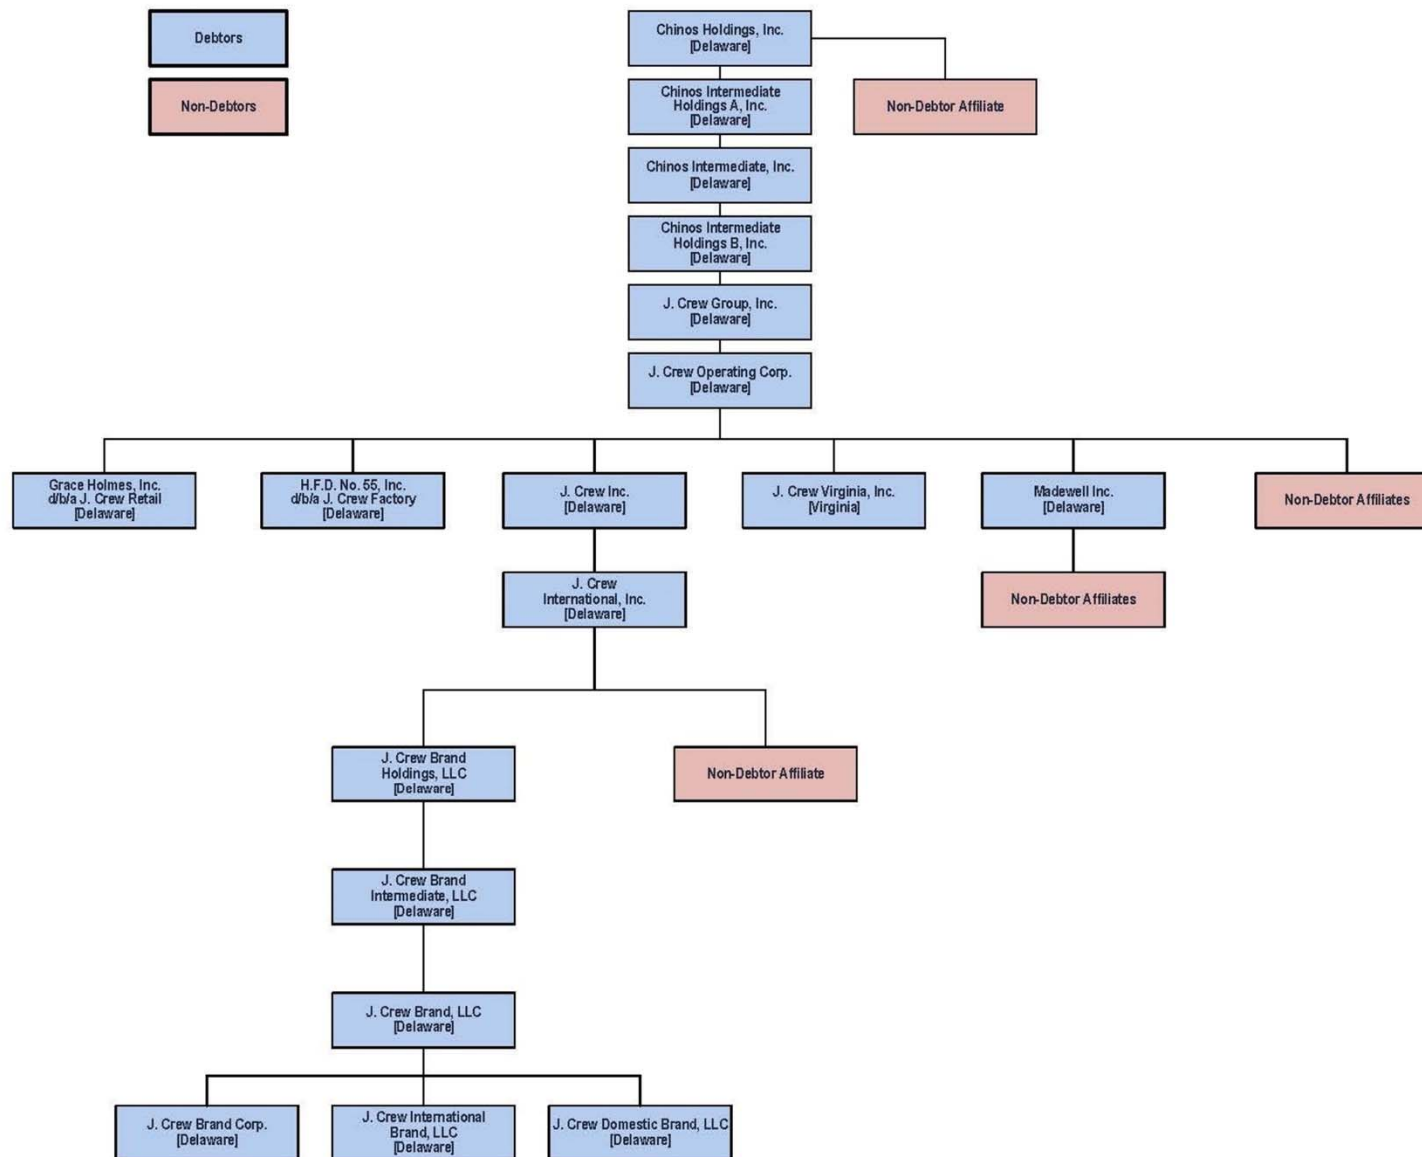 Debtors
Non-Debtors
Chinos Holdings, Inc.
[Delaware]
Chinos Intermediate
Holdings A, Inc.
[Delaware]
Non-Debtor Affiliate
Chinos Intermediate, Inc.
[Delaware]
Chinos Intermediate
Holdings B, Inc.
[Delaware]
J. Crew Group, Inc.
[Delaware]
J. Crew Operating Corp.
[Delaware]
Grace Holmes, Inc.
d/b/a J. Crew Retail
[Delaware]
H.F.D. No. 55, Inc.
d/b/a J. Crew Factory
[Delaware]
J. Crew Inc.
[Delaware]
J. Crew Virginia, Inc.
[Virginia]
Madewell Inc.
[Delaware]
Non-Debtor Affiliates
J. Crew
International, Inc.
[Delaware]
Non-Debtor Affiliates
J. Crew Brand
Holdings, LLC
[Delaware]
Non-Debtor Affiliate
J. Crew Brand
Intermediate, LLC
[Delaware]
J. Crew Brand, LLC
[Delaware]
J. Crew Brand Corp.
[Delaware]
J. Crew International
Brand, LLC
[Delaware]
J. Crew Domestic Brand, LLC
[Delaware]